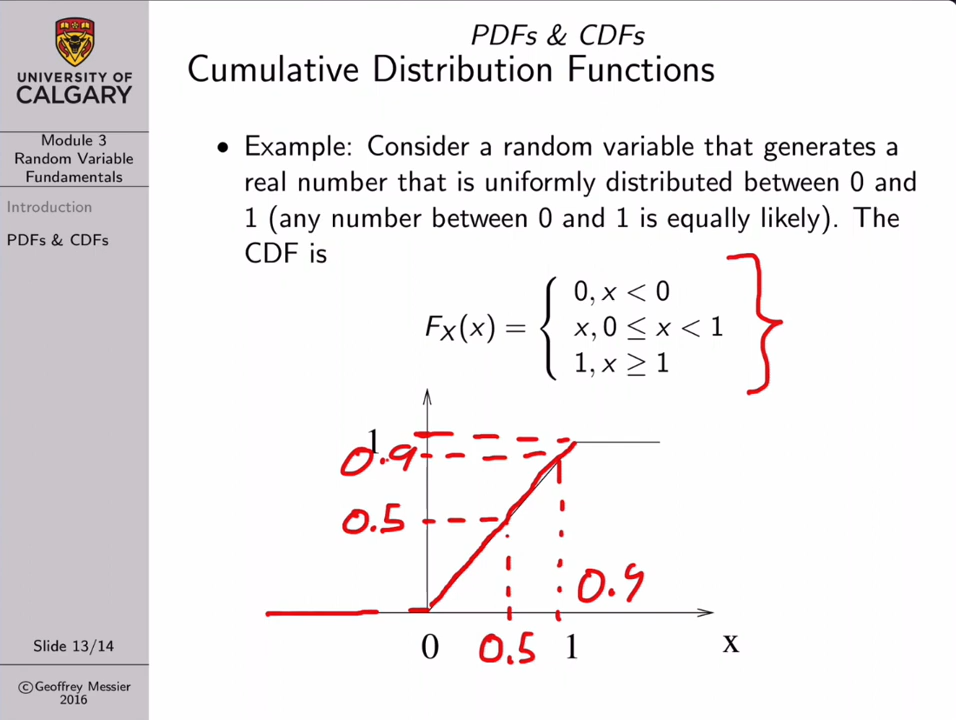 UNIVERSITY OF
CALGARY
Module 3
Random Variable
Fundamentals
Introduction
PDFs & CDFs
Slide 13/14
©Geoffrey Messier
2016
PDFs & CDFs
Cumulative Distribution Functions
• Example: Consider a random variable that generates a
real number that is uniformly distributed between 0 and
1 (any number between 0 and 1 is equally likely). The
CDF is
0, x < 0
F_X(x) = { x, 0 ≤ x < 1
1, x ≥ 1
1
0.9
0.5
0.9
0 0.5 1 x